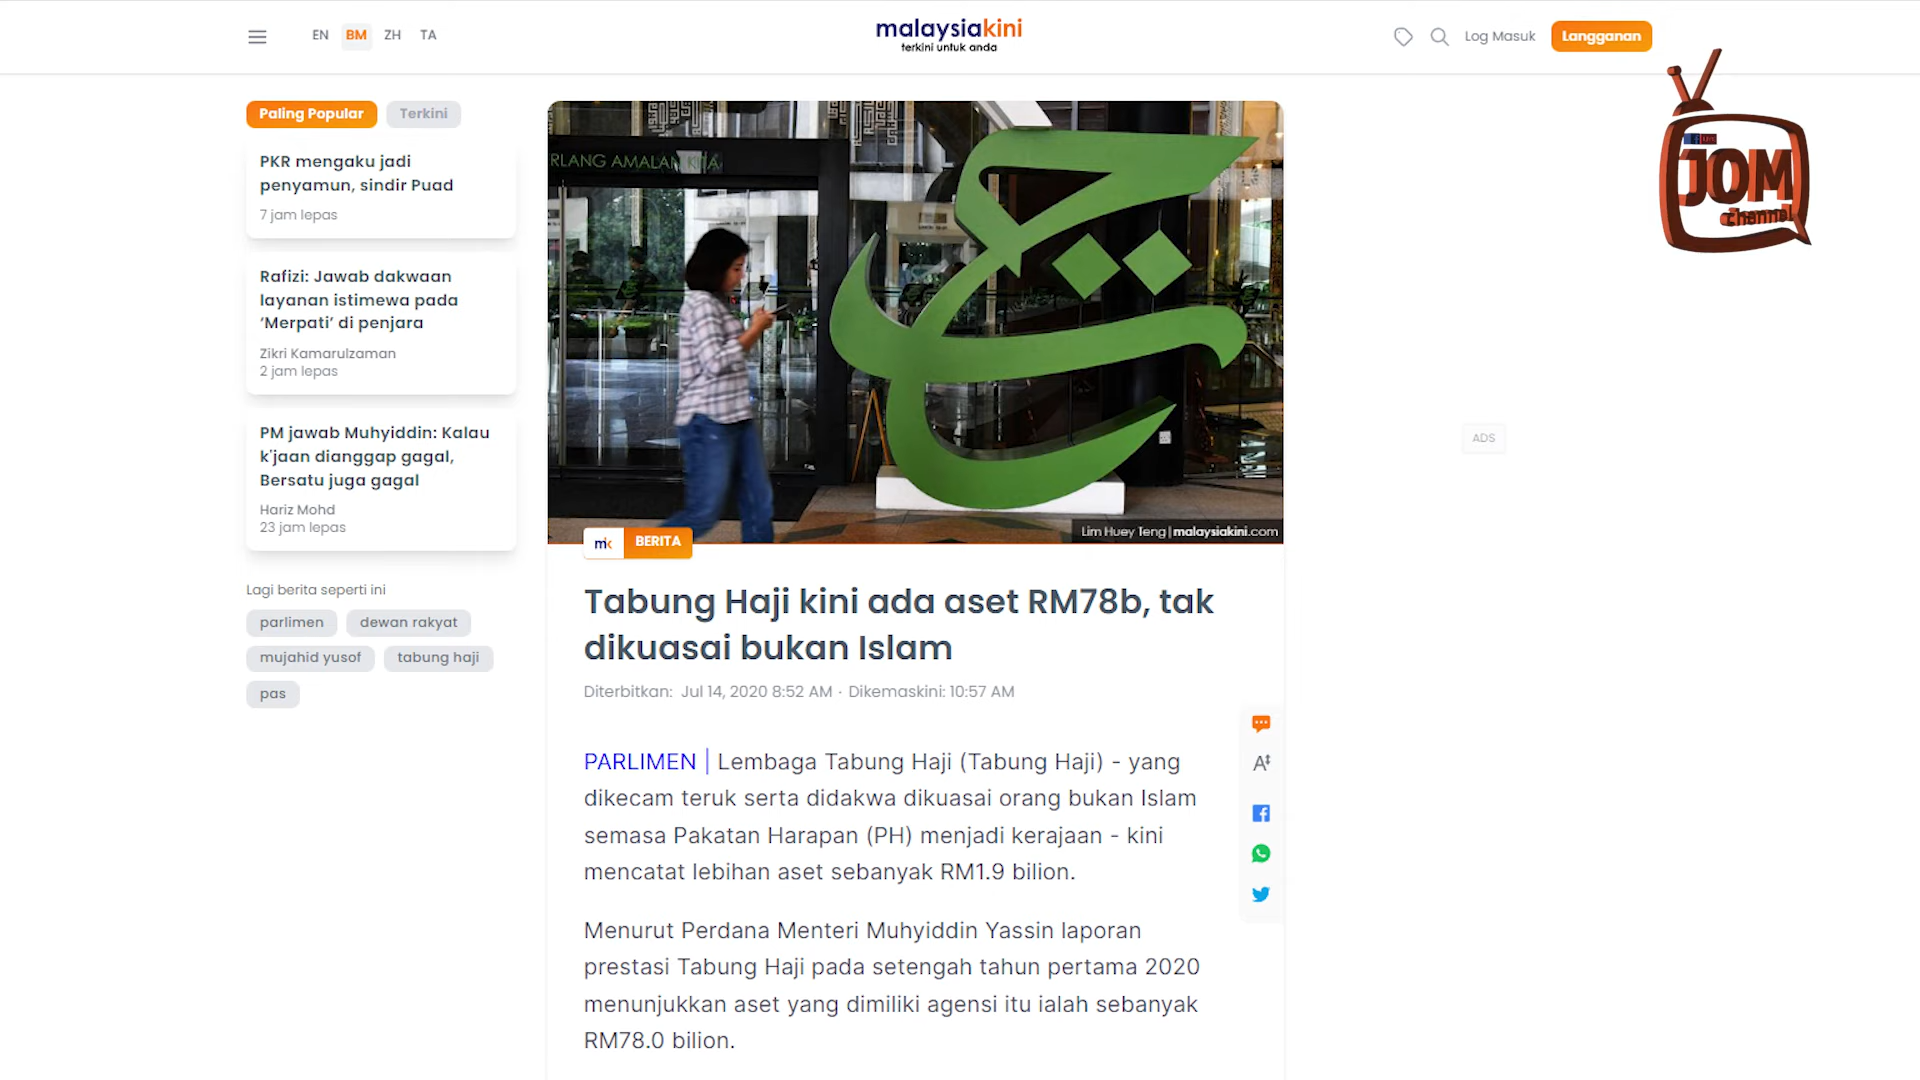 EN BM ZH TA
malaysiakini
terkini untuk anda
Log Masuk
Langganan
JOM
channel
Paling Popular
Terkini
PKR mengaku jadi
penyamun, sindir Puad
7 jam lepas
Rafizi: Jawab dakwaan
layanan istimewa pada
‘Merpati’ di penjara
Zikri Kamarulzaman
2 jam lepas
PM jawab Muhyiddin: Kalau
k'jaan dianggap gagal,
Bersatu juga gagal
Hariz Mohd
23 jam lepas
Lagi berita seperti ini
parlimen
dewan rakyat
mujahid yusof
tabung haji
pas
RLANG AMALAN KITA
Lim Huey Teng | malaysiakini.com
mk BERITA
Tabung Haji kini ada aset RM78b, tak
dikuasai bukan Islam
Diterbitkan: Jul 14, 2020 8:52 AM · Dikemaskini: 10:57 AM
PARLIMEN | Lembaga Tabung Haji (Tabung Haji) - yang
dikecam teruk serta didakwa dikuasai orang bukan Islam
semasa Pakatan Harapan (PH) menjadi kerajaan - kini
mencatat lebihan aset sebanyak RM1.9 bilion.
Menurut Perdana Menteri Muhyiddin Yassin laporan
prestasi Tabung Haji pada setengah tahun pertama 2020
menunjukkan aset yang dimiliki agensi itu ialah sebanyak
RM78.0 bilion.
ADS